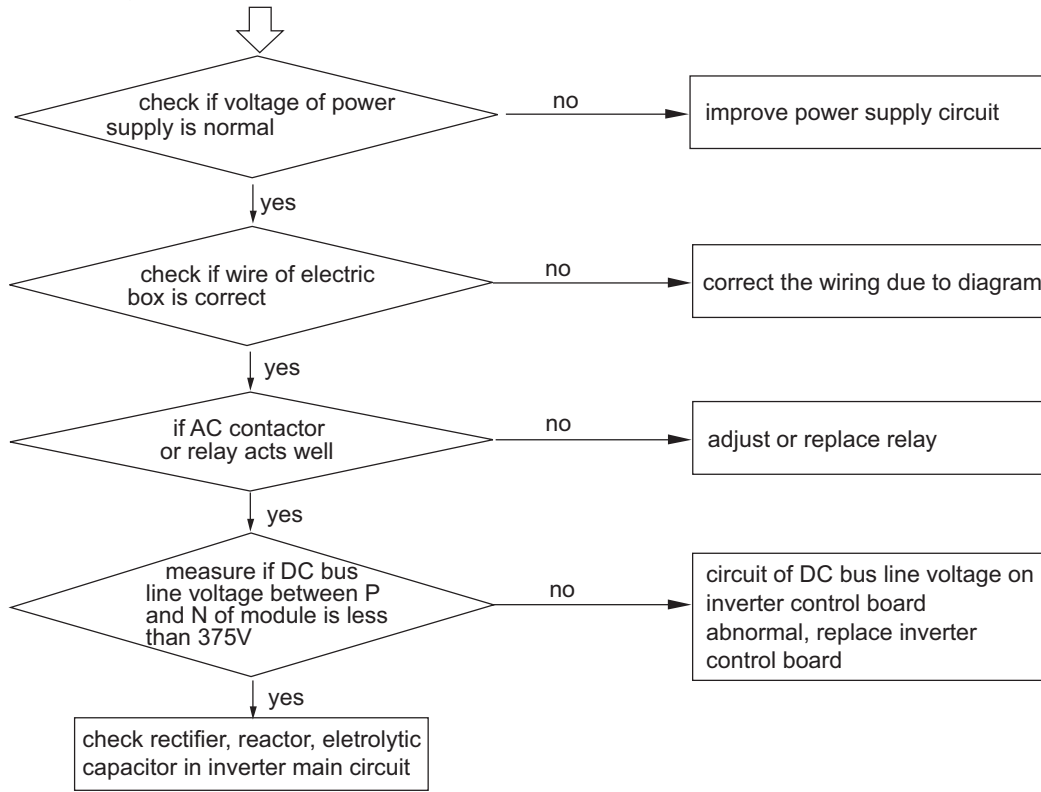 check if voltage of power
supply is normal
no
improve power supply circuit
yes
check if wire of electric
box is correct
no
correct the wiring due to diagram
yes
if AC contactor
or relay acts well
no
adjust or replace relay
yes
measure if DC bus
line voltage between P
and N of module is less
than 375V
no
circuit of DC bus line voltage on
inverter control board
abnormal, replace inverter
control board
yes
check rectifier, reactor, eletrolytic
capacitor in inverter main circuit